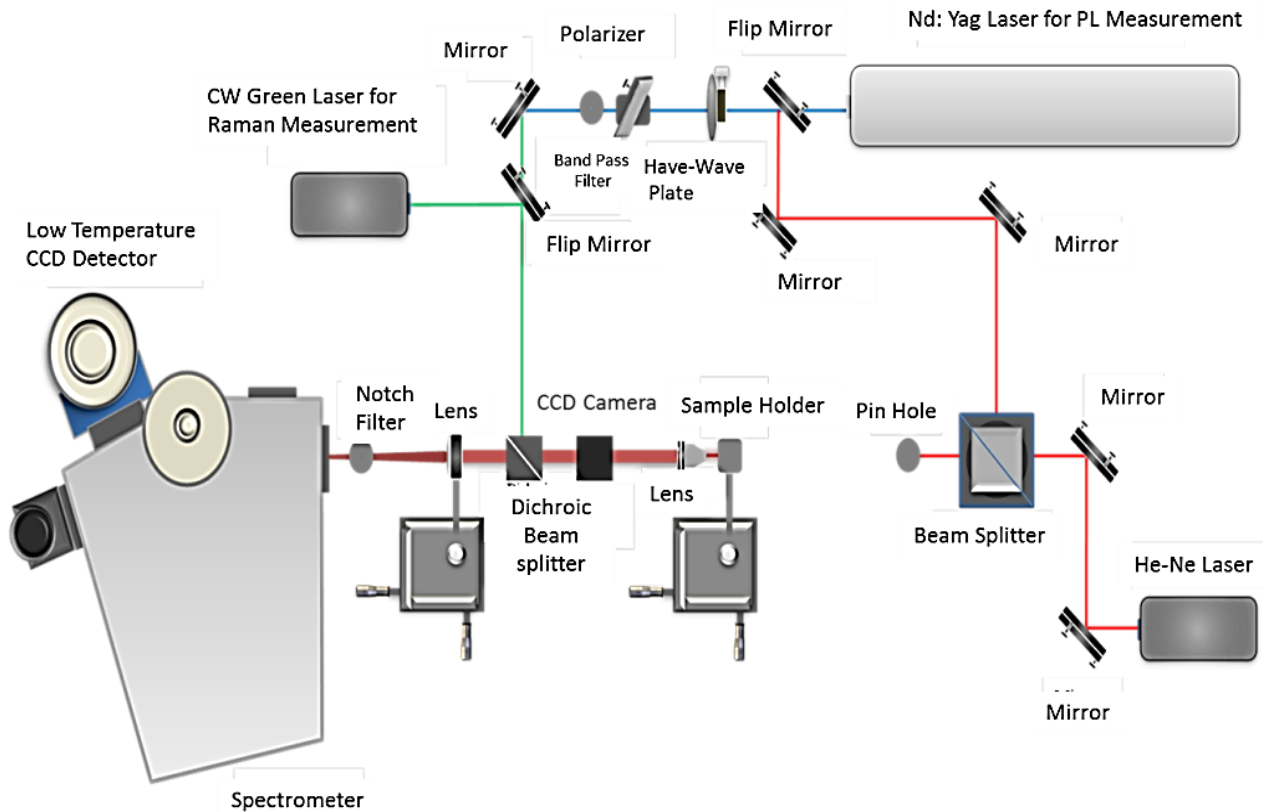 Nd: Yag Laser for PL Measurement
Flip Mirror
Polarizer
Mirror
CW Green Laser for
Raman Measurement
Band Pass
Filter
Have-Wave
Plate
Flip Mirror
Mirror
Mirror
Low Temperature
CCD Detector
Notch
Filter
Lens
CCD Camera
Sample Holder
Pin Hole
Mirror
Lens
Dichroic
Beam
splitter
Beam Splitter
He-Ne Laser
Mirror
Spectrometer